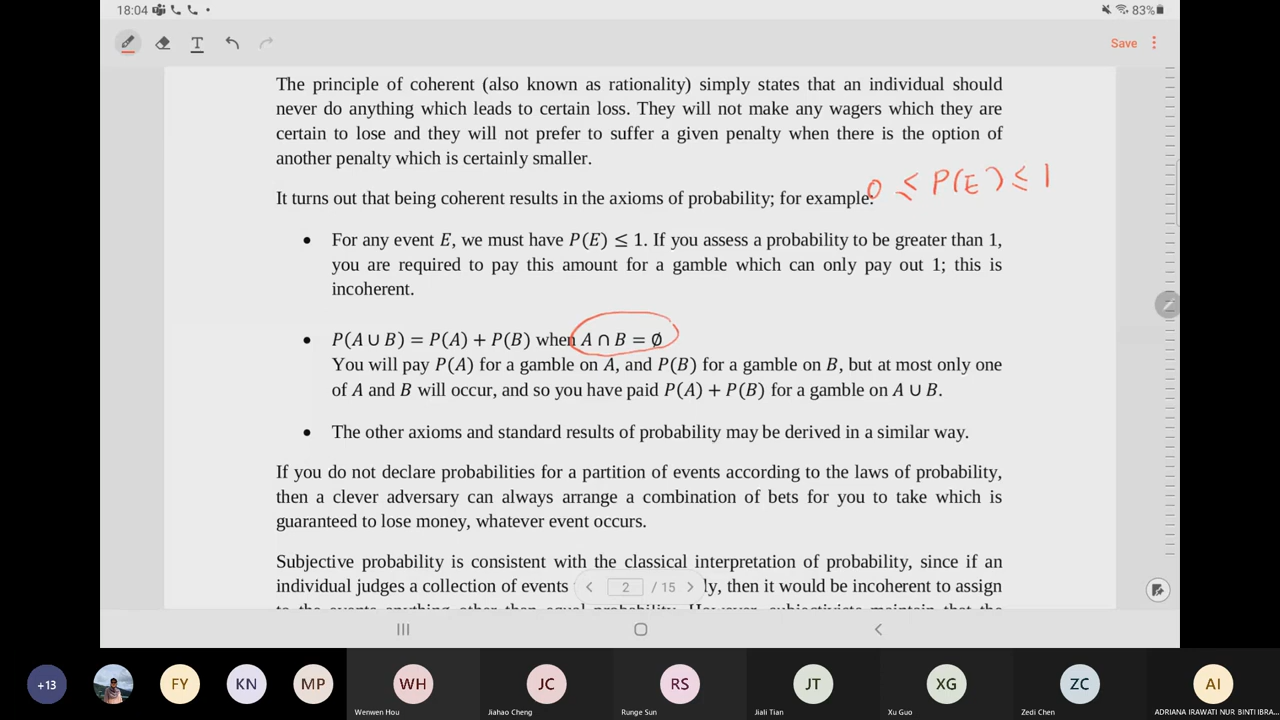 18:04
83%
Save
The principle of coherent (also known as rationality) simply states that an individual should
never do anything which leads to certain loss. They will not make any wagers which they are
certain to lose and they will not prefer to suffer a given penalty when there is the option of
another penalty which is certainly smaller.
0 ≤ P(E) ≤ 1
It turns out that being coherent results in the axioms of probability; for example:
• For any event E, we must have P(E) ≤ 1. If you assess a probability to be greater than 1,
you are required to pay this amount for a gamble which can only pay out 1; this is
incoherent.
• P(A ∪ B) = P(A) + P(B) when A ∩ B = ∅
You will pay P(A) for a gamble on A, and P(B) for a gamble on B, but at most only one
of A and B will occur, and so you have paid P(A) + P(B) for a gamble on A ∪ B.
• The other axioms and standard results of probability may be derived in a similar way.
If you do not declare probabilities for a partition of events according to the laws of probability,
then a clever adversary can always arrange a combination of bets for you to take which is
guaranteed to lose money, whatever event occurs.
Subjective probability is consistent with the classical interpretation of probability, since if an
individual judges a collection of events ly, then it would be incoherent to assign
2 / 15
+13
FY
KN
MP
WH
JC
RS
JT
XG
ZC
AI
Wenwen Hou
Jiahao Cheng
Runge Sun
Jiali Tian
Xu Guo
Zedi Chen
ADRIANA IRAWATI NUR BINTI IBRA...